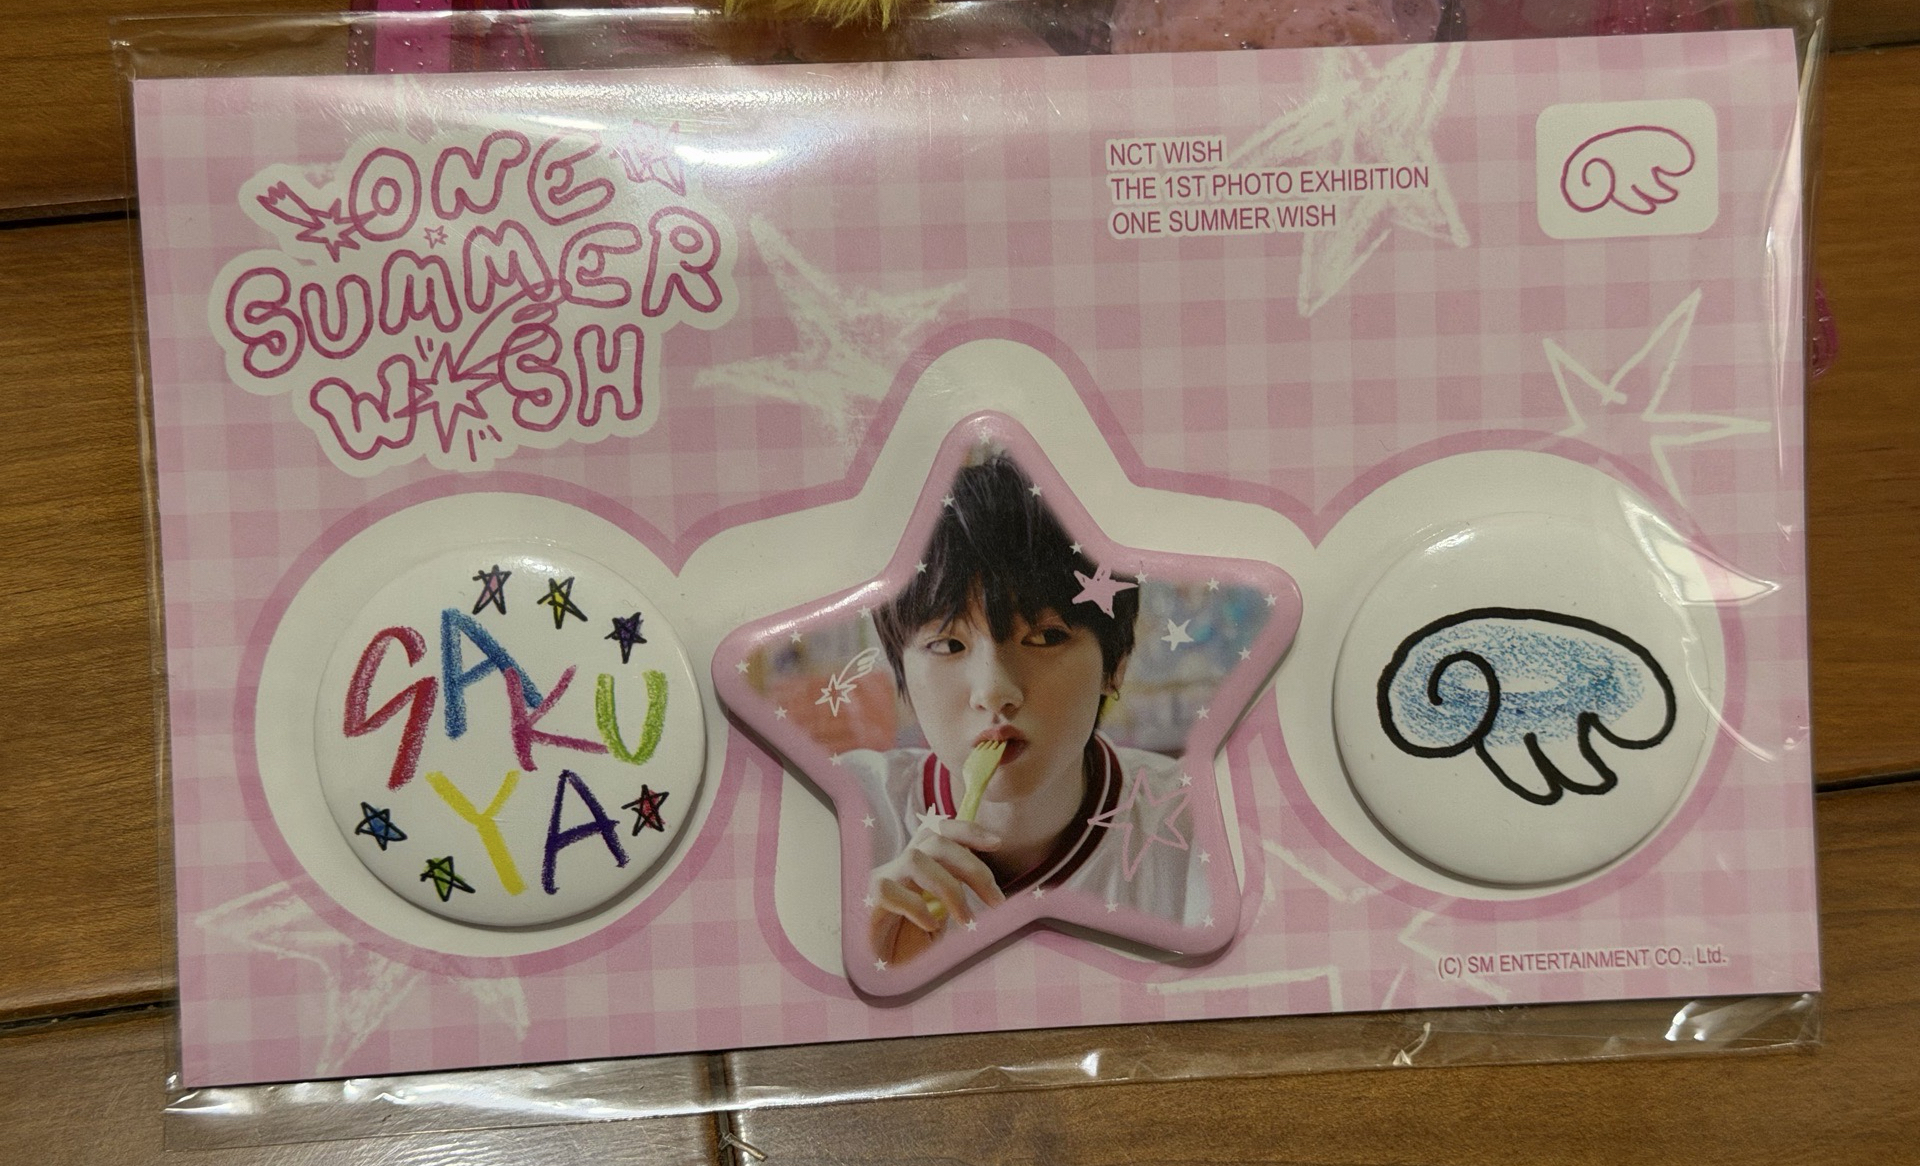 ONE
SUMMER
WISH
NCT WISH
THE 1ST PHOTO EXHIBITION
ONE SUMMER WISH
SAKU
YA
(C) SM ENTERTAINMENT CO., Ltd.